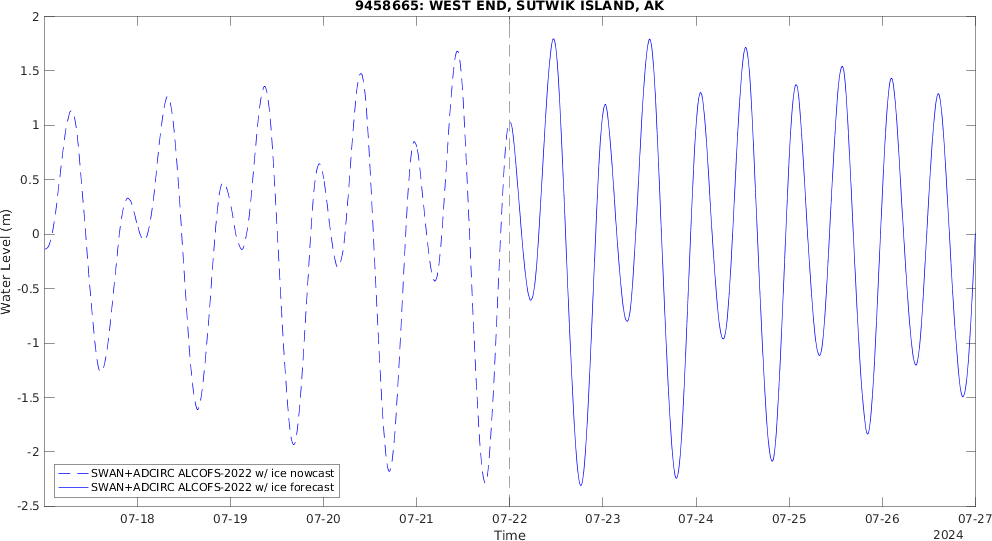 9458665: WEST END, SUTWIK ISLAND, AK
2
1.5
1
0.5
0
-0.5
-1
-1.5
-2
-2.5
Water Level (m)
SWAN+ADCIRC ALCOFS-2022 w/ ice nowcast
SWAN+ADCIRC ALCOFS-2022 w/ ice forecast
07-18 07-19 07-20 07-21 07-22 07-23 07-24 07-25 07-26 07-27
Time
2024